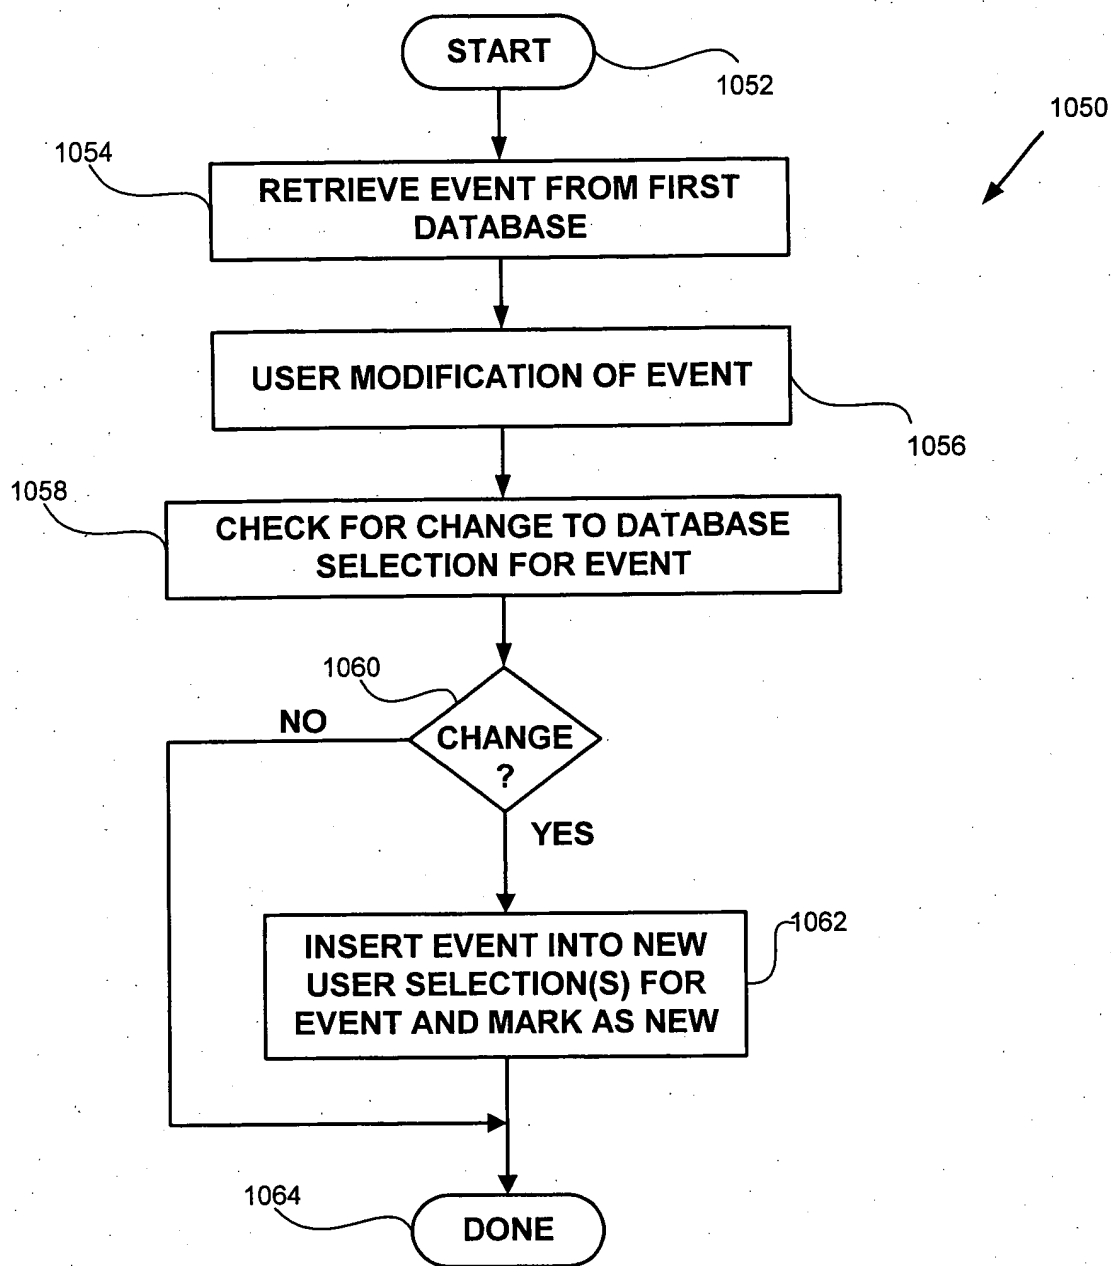 START
1052
1050
1054
RETRIEVE EVENT FROM FIRST
DATABASE
USER MODIFICATION OF EVENT
1056
1058
CHECK FOR CHANGE TO DATABASE
SELECTION FOR EVENT
1060
NO
CHANGE
?
YES
1062
INSERT EVENT INTO NEW
USER SELECTION(S) FOR
EVENT AND MARK AS NEW
1064
DONE